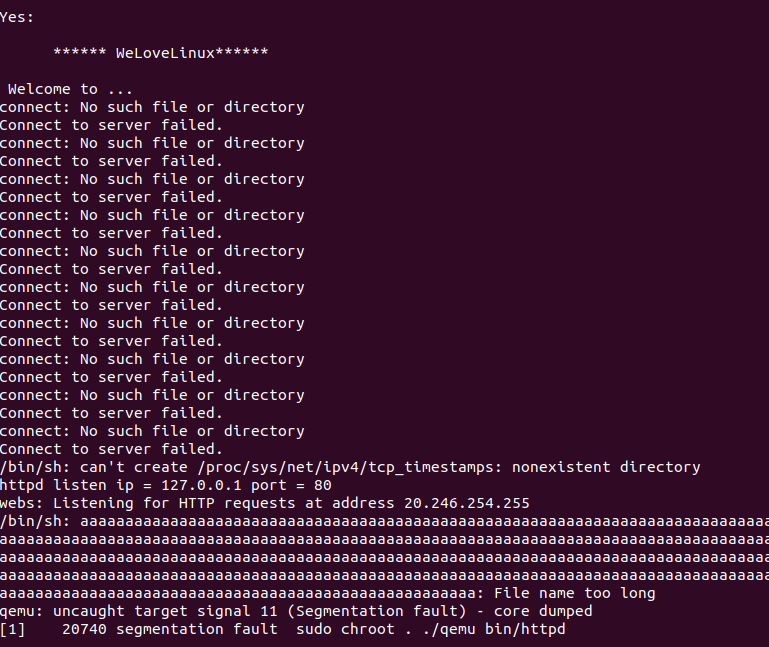 Yes:
****** WeLoveLinux******
Welcome to ...
connect: No such file or directory
Connect to server failed.
connect: No such file or directory
Connect to server failed.
connect: No such file or directory
Connect to server failed.
connect: No such file or directory
Connect to server failed.
connect: No such file or directory
Connect to server failed.
connect: No such file or directory
Connect to server failed.
connect: No such file or directory
Connect to server failed.
connect: No such file or directory
Connect to server failed.
connect: No such file or directory
Connect to server failed.
connect: No such file or directory
Connect to server failed.
/bin/sh: can't create /proc/sys/net/ipv4/tcp_timestamps: nonexistent directory
httpd listen ip = 127.0.0.1 port = 80
webs: Listening for HTTP requests at address 20.246.254.255
/bin/sh: aaaaaaaaaaaaaaaaaaaaaaaaaaaaaaaaaaaaaaaaaaaaaaaaaaaaaaaaaaaaaaaaaaaaaaaaaaaaa
aaaaaaaaaaaaaaaaaaaaaaaaaaaaaaaaaaaaaaaaaaaaaaaaaaaaaaaaaaaaaaaaaaaaaaaaaaaaaaaaaaaaaa
aaaaaaaaaaaaaaaaaaaaaaaaaaaaaaaaaaaaaaaaaaaaaaaaaaaaaaaaaaaaaaaaaaaaaaaaaaaaaaaaaaaaaa
aaaaaaaaaaaaaaaaaaaaaaaaaaaaaaaaaaaaaaaaaaaaaaaaaaaaaaaaaaaaaaaaaaaaaaaaaaaaaaaaaaaaaa
aaaaaaaaaaaaaaaaaaaaaaaaaaaaaaaaaaaaaaaaaaaaaaaaaaaaa: File name too long
qemu: uncaught target signal 11 (Segmentation fault) - core dumped
[1]    20740 segmentation fault  sudo chroot . ./qemu bin/httpd